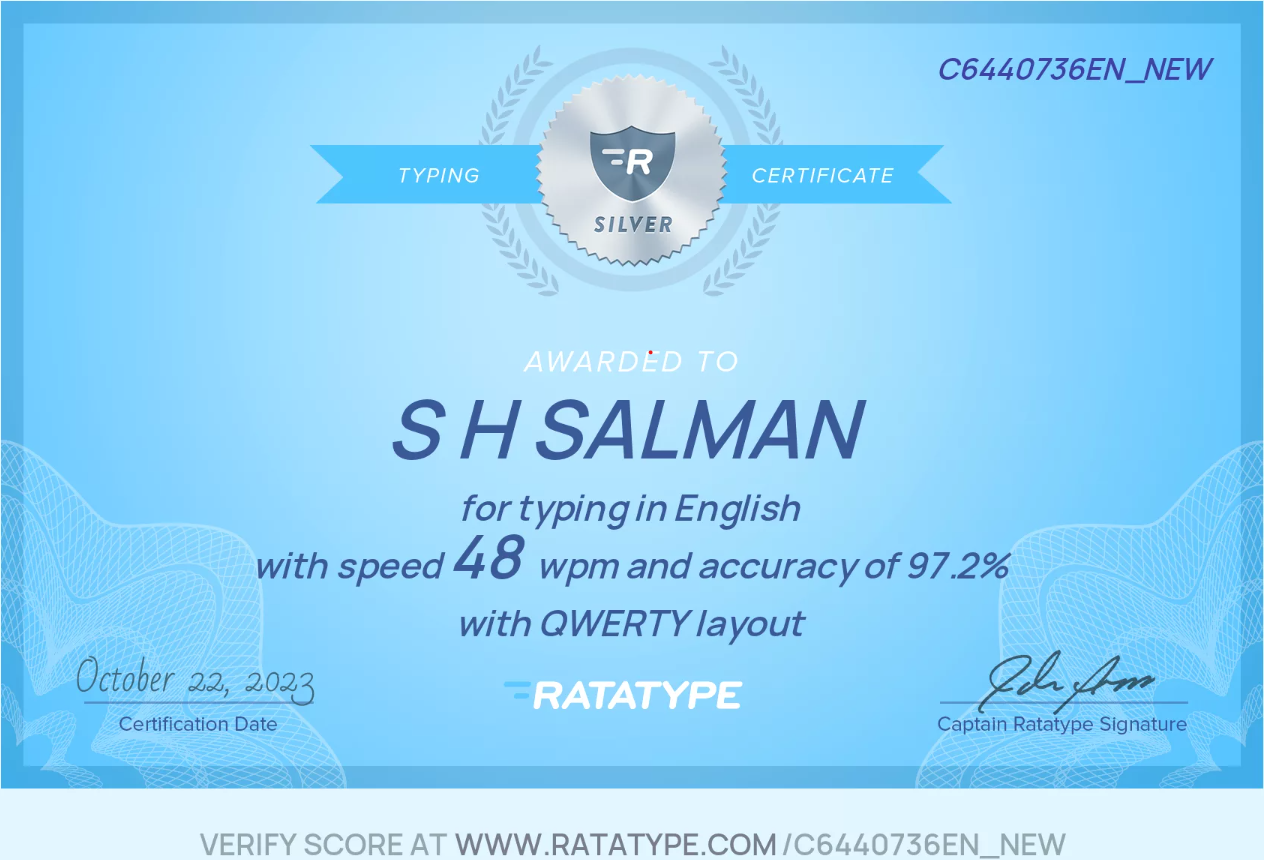 C6440736EN_NEW
TYPING
CERTIFICATE
R
SILVER
AWARDED TO
S H SALMAN
for typing in English
with speed 48 wpm and accuracy of 97.2%
with QWERTY layout
October 22, 2023
RATATYPE
Certification Date
Captain Ratatype Signature
VERIFY SCORE AT WWW.RATATYPE.COM/C6440736EN_NEW